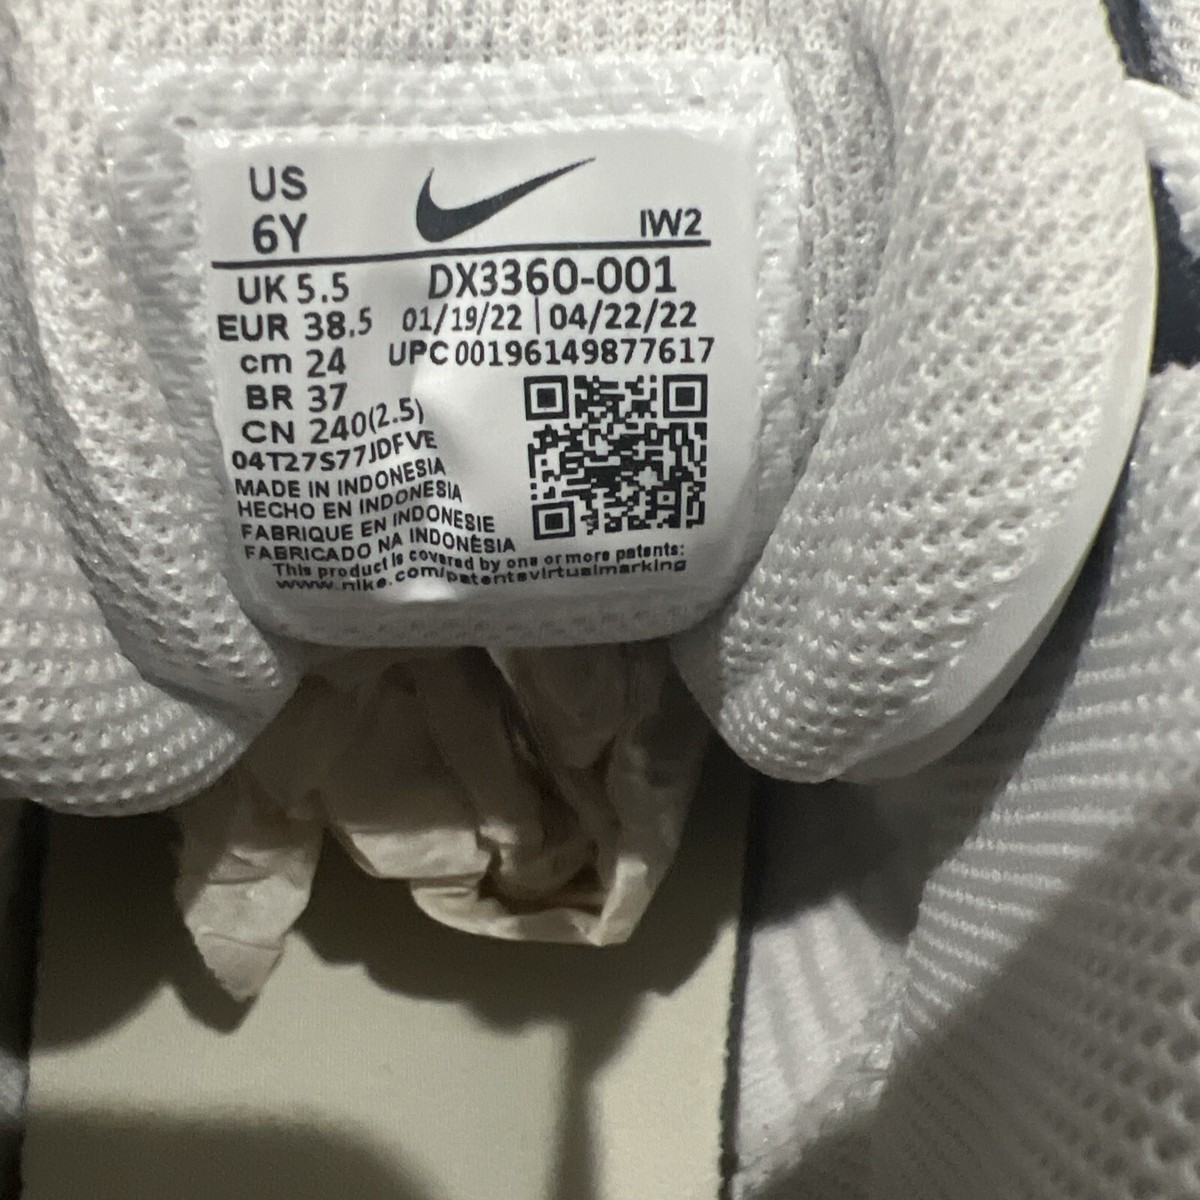 US
6Y IW2
UK 5.5 DX3360-001
EUR 38.5 01/19/22 | 04/22/22
cm 24 UPC 00196149877617
BR 37
CN 240(2.5)
04T27S77JDFVE
MADE IN INDONESIA
HECHO EN INDONESIA
FABRIQUE EN INDONESIE
FABRICADO NA INDONÉSIA
This product is covered by one or more patents:
www.nike.com/patentsvirtualmarking